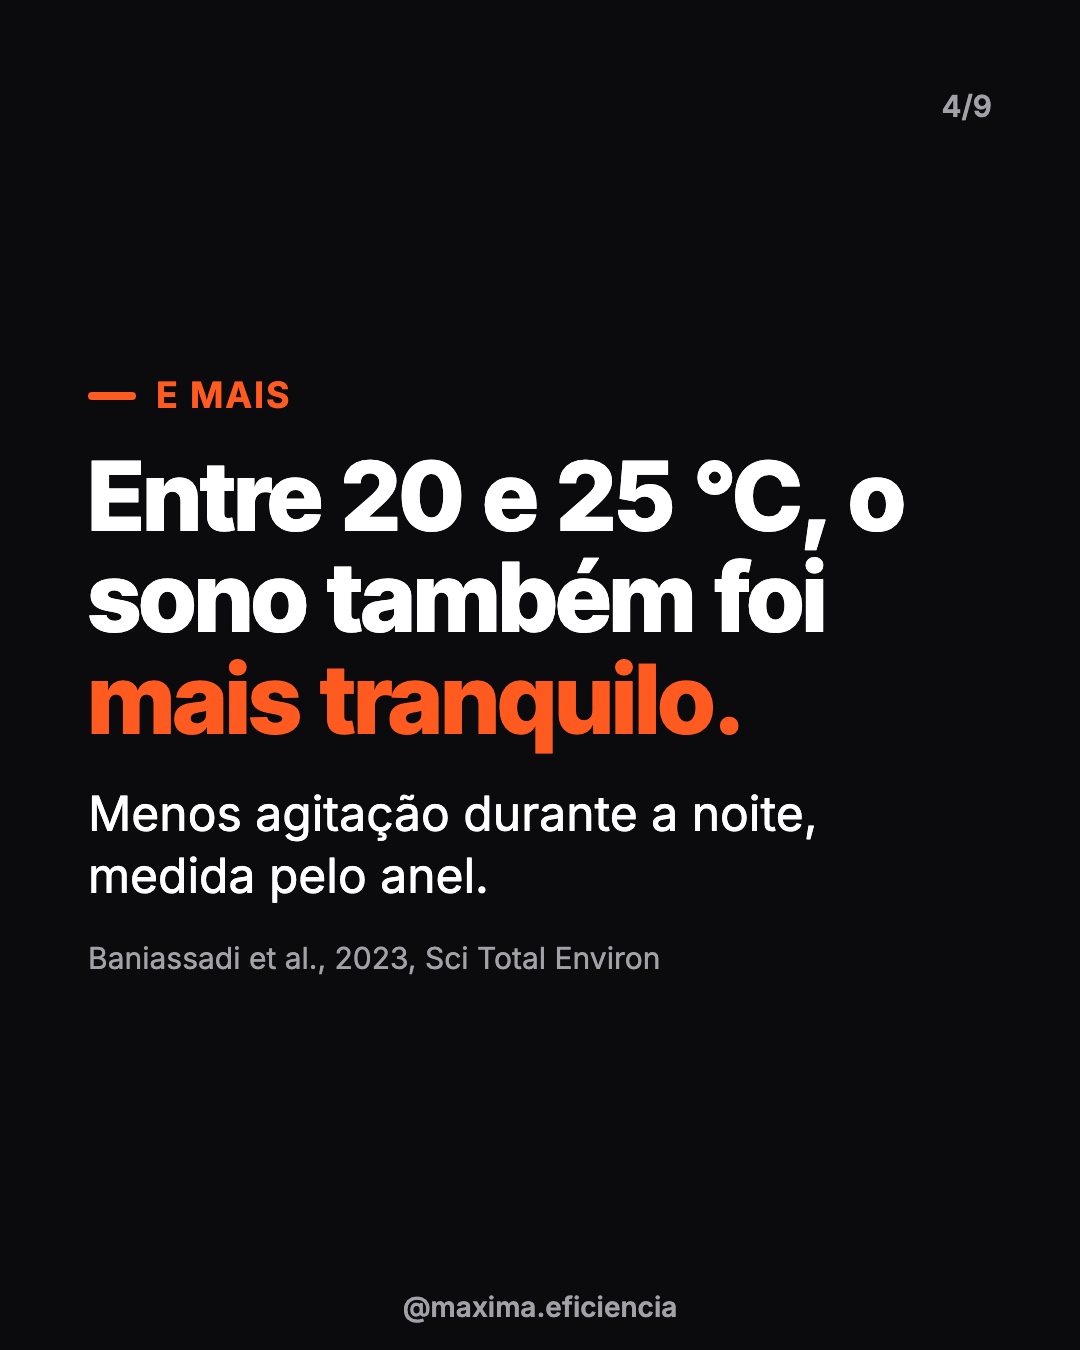 4/9
E MAIS
Entre 20 e 25 °C, o
sono também foi
mais tranquilo.
Menos agitação durante a noite,
medida pelo anel.
Baniassadi et al., 2023, Sci Total Environ
@maxima.eficiencia